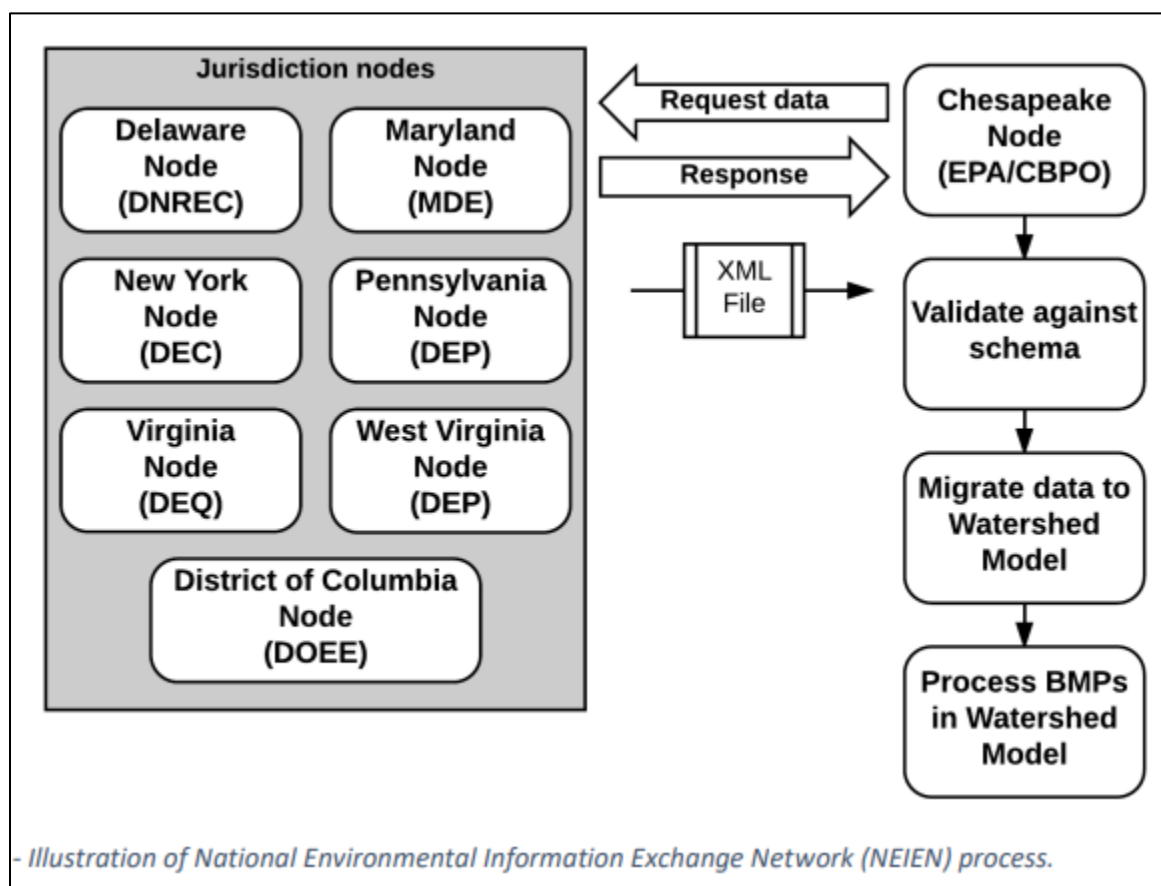 Jurisdiction nodes
Delaware
Node
(DNREC)
Maryland
Node
(MDE)
New York
Node
(DEC)
Pennsylvania
Node
(DEP)
Virginia
Node
(DEQ)
West Virginia
Node
(DEP)
District of Columbia
Node
(DOEE)
Request data
Response
XML
File
Chesapeake
Node
(EPA/CBPO)
Validate against
schema
Migrate data to
Watershed
Model
Process BMPs
in Watershed
Model
- Illustration of National Environmental Information Exchange Network (NEIEN) process.